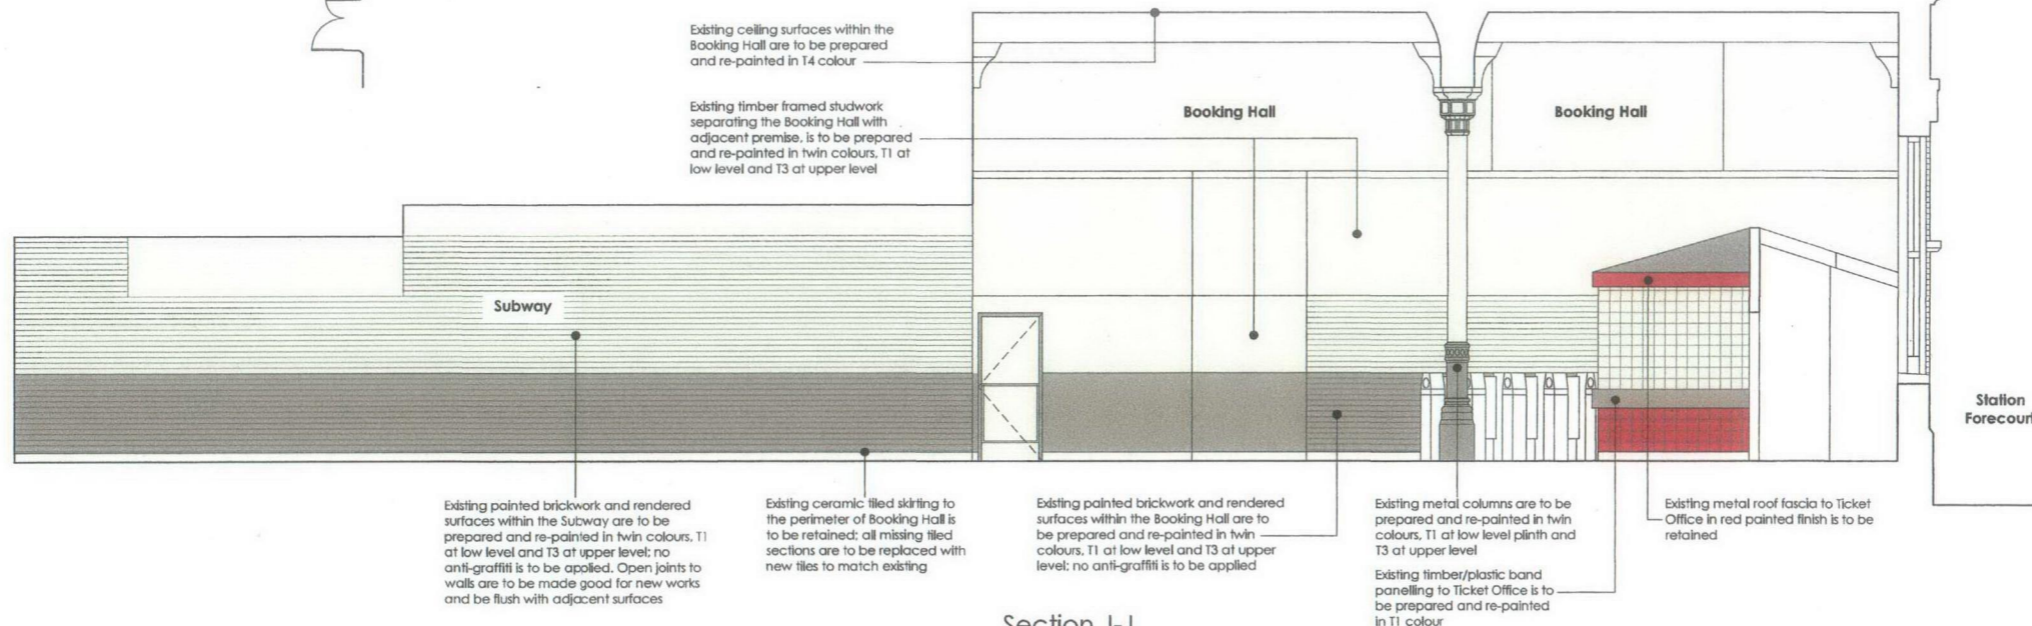 Existing ceiling surfaces within the
Booking Hall are to be prepared
and re-painted in T4 colour
Existing timber framed studwork
separating the Booking Hall with
adjacent premise, is to be prepared
and re-painted in twin colours, T1 at
low level and T3 at upper level
Booking Hall
Booking Hall
Subway
Station
Forecourt
Existing painted brickwork and rendered
surfaces within the Subway are to be
prepared and re-painted in twin colours, T1
at low level and T3 at upper level; no
anti-graffiti is to be applied. Open joints to
walls are to be made good for new works
and be flush with adjacent surfaces
Existing ceramic tiled skirting to
the perimeter of Booking Hall is
to be retained; all missing tiled
sections are to be replaced with
new tiles to match existing
Existing painted brickwork and rendered
surfaces within the Booking Hall are to
be prepared and re-painted in twin
colours, T1 at low level and T3 at upper
level; no anti-graffiti is to be applied
Existing metal columns are to be
prepared and re-painted in twin
colours, T1 at low level plinth and
T3 at upper level
Existing timber/plastic band
panelling to Ticket Office is to
be prepared and re-painted
in T1 colour
Existing metal roof fascia to Ticket
Office in red painted finish is to be
retained
Section J-J